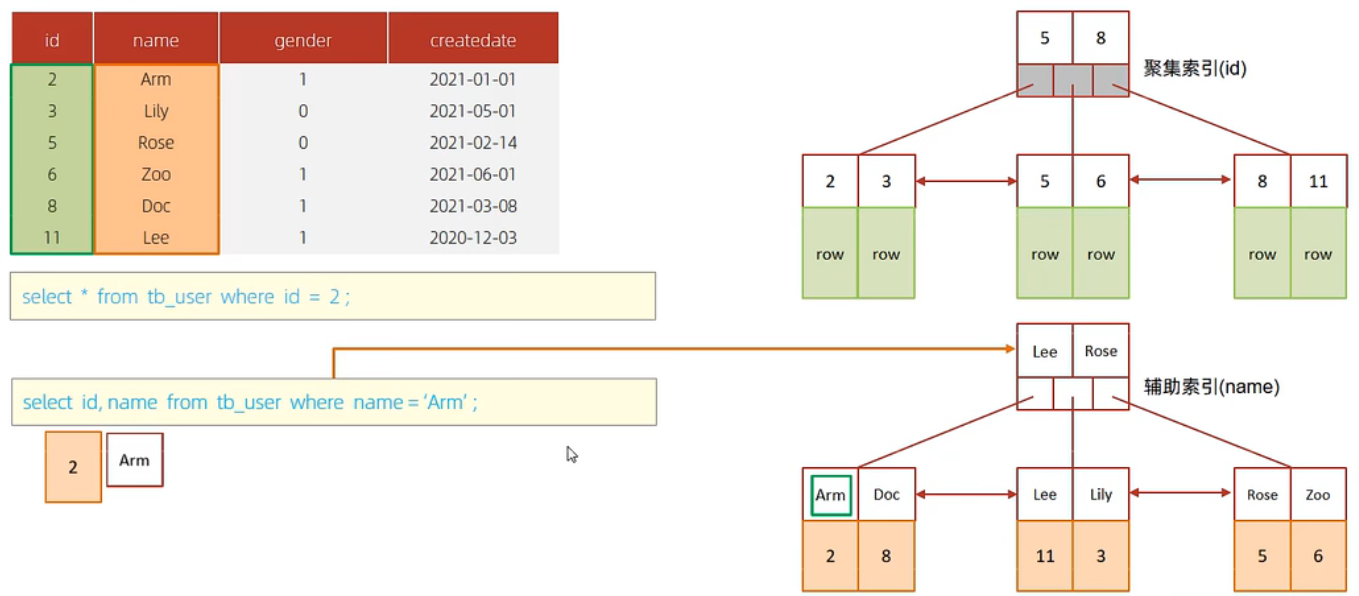 id name gender createdate
2 Arm 1 2021-01-01
3 Lily 0 2021-05-01
5 Rose 0 2021-02-14
6 Zoo 1 2021-06-01
8 Doc 1 2021-03-08
11 Lee 1 2020-12-03
select * from tb_user where id = 2 ;
select id, name from tb_user where name = ‘Arm’ ;
2 Arm
5 8
聚集索引(id)
2 3 5 6 8 11
row row row row row row
Lee Rose
辅助索引(name)
Arm Doc Lee Lily Rose Zoo
2 8 11 3 5 6